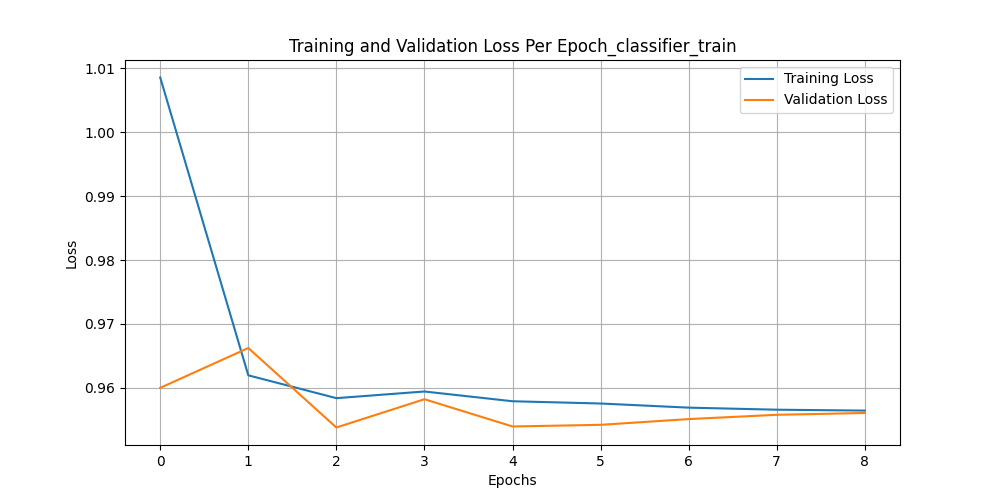 Training and Validation Loss Per Epoch_classifier_train
Training Loss
Validation Loss
1.01
1.00
0.99
0.98
0.97
0.96
Loss
0 1 2 3 4 5 6 7 8
Epochs